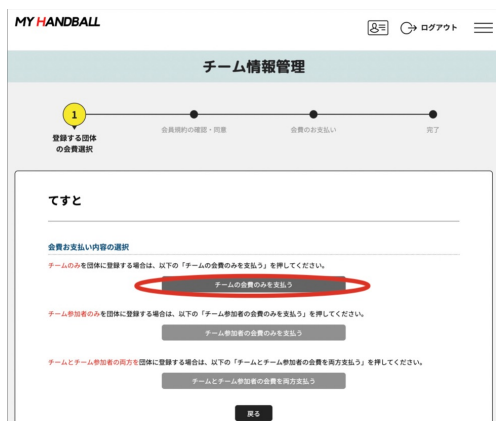 MY HANDBALL
ログアウト
チーム情報管理
1
登録する団体
の会費選択
会員規約の確認・同意
会費のお支払い
完了
てすと
会費お支払い内容の選択
チームのみを団体に登録する場合は、以下の「チームの会費のみを支払う」を押してください。
チームの会費のみを支払う
チーム参加者のみを団体に登録する場合は、以下の「チーム参加者の会費のみを支払う」を押してください。
チーム参加者の会費のみを支払う
チームとチーム参加者の両方を団体に登録する場合は、以下の「チームとチーム参加者の会費を両方支払う」を押してください。
チームとチーム参加者の会費を両方支払う
戻る